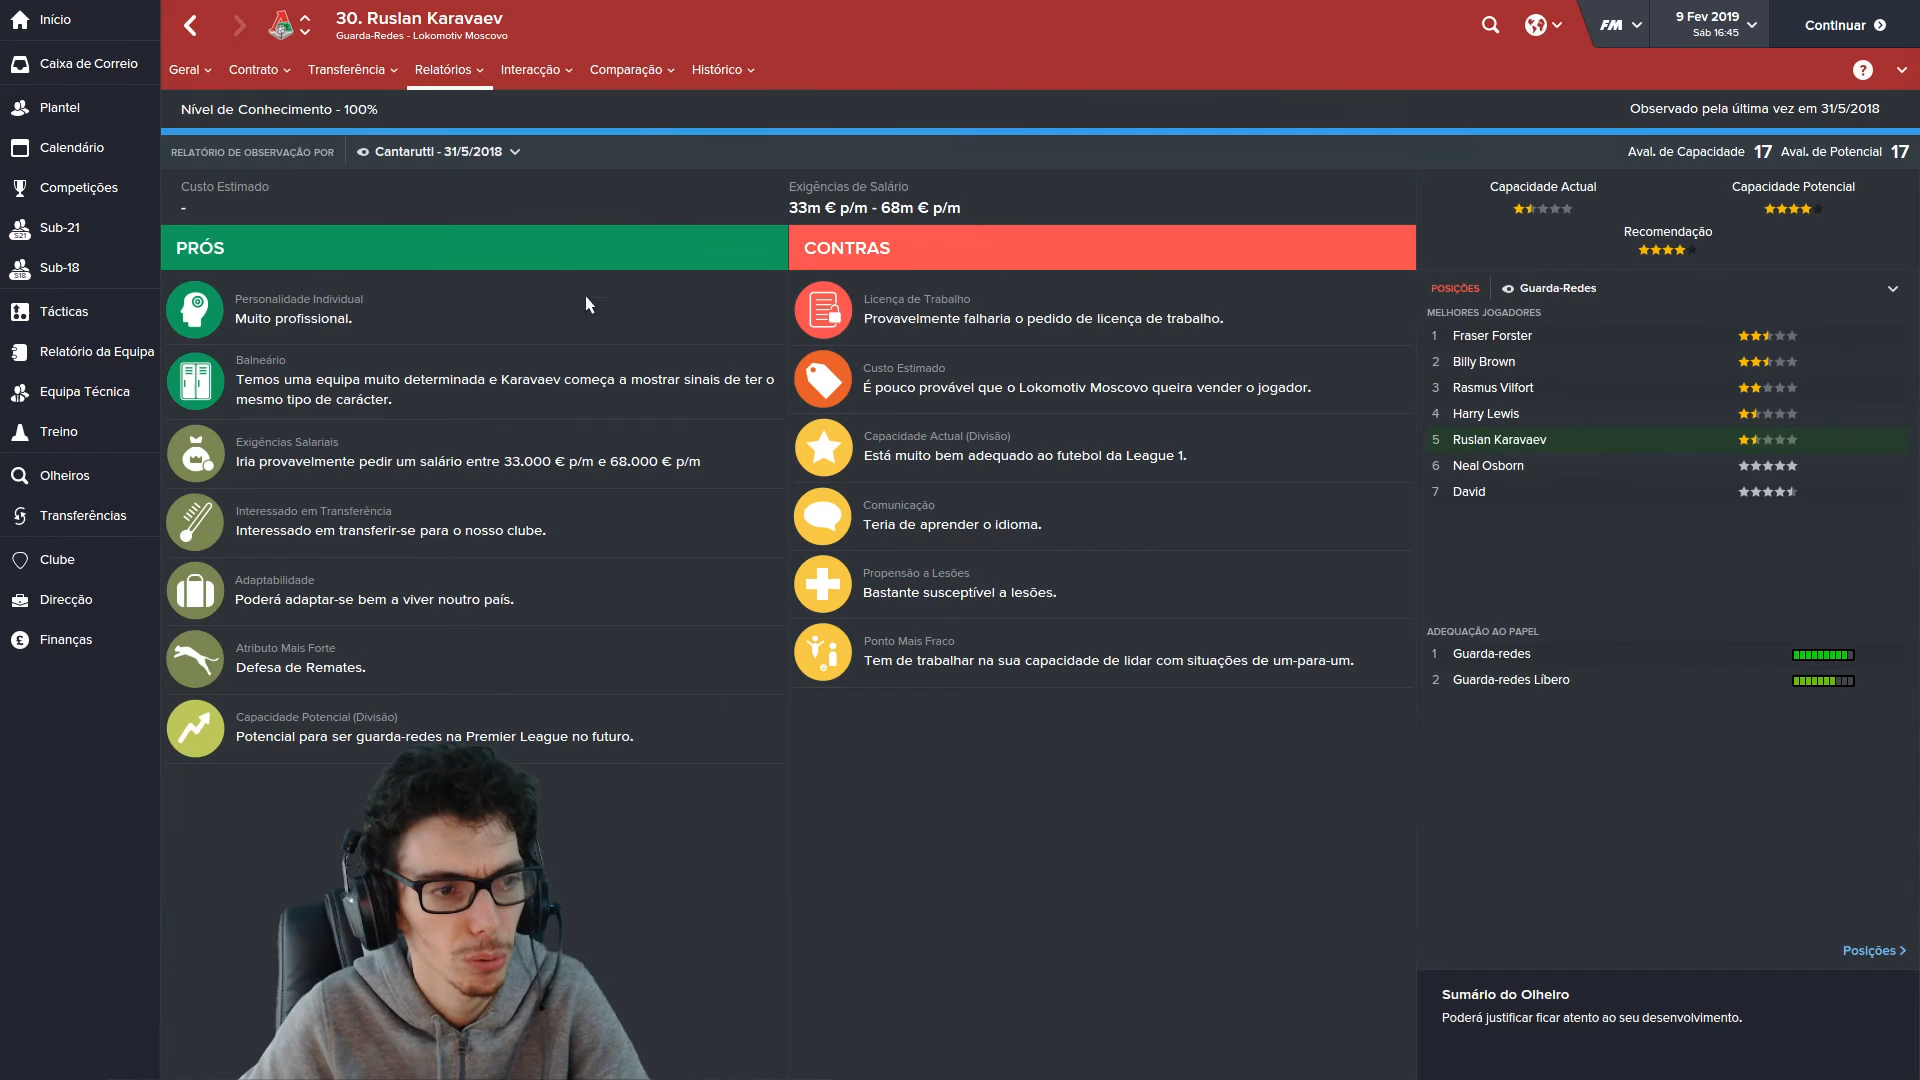 Início
Caixa de Correio
Plantel
Calendário
Competições
Sub-21
S21
Sub-18
S18
Tácticas
Relatório da Equipa
Equipa Técnica
Treino
Olheiros
Transferências
Clube
Direcção
Finanças
30. Ruslan Karavaev
Guarda-Redes - Lokomotiv Moscovo
FM
9 Fev 2019
Sáb 16:45
Continuar
Geral
Contrato
Transferência
Relatórios
Interacção
Comparação
Histórico
?
Nível de Conhecimento - 100%
Observado pela última vez em 31/5/2018
RELATÓRIO DE OBSERVAÇÃO POR
Cantarutti - 31/5/2018
Aval. de Capacidade 17 Aval. de Potencial 17
Custo Estimado
-
Exigências de Salário
33m € p/m - 68m € p/m
Capacidade Actual
Capacidade Potencial
Recomendação
PRÓS
Personalidade Individual
Muito profissional.
Balneário
Temos uma equipa muito determinada e Karavaev começa a mostrar sinais de ter o
mesmo tipo de carácter.
Exigências Salariais
Iria provavelmente pedir um salário entre 33.000 € p/m e 68.000 € p/m
Interessado em Transferência
Interessado em transferir-se para o nosso clube.
Adaptabilidade
Poderá adaptar-se bem a viver noutro país.
Atributo Mais Forte
Defesa de Remates.
Capacidade Potencial (Divisão)
Potencial para ser guarda-redes na Premier League no futuro.
CONTRAS
Licença de Trabalho
Provavelmente falharia o pedido de licença de trabalho.
Custo Estimado
É pouco provável que o Lokomotiv Moscovo queira vender o jogador.
Capacidade Actual (Divisão)
Está muito bem adequado ao futebol da League 1.
Comunicação
Teria de aprender o idioma.
Propensão a Lesões
Bastante susceptível a lesões.
Ponto Mais Fraco
Tem de trabalhar na sua capacidade de lidar com situações de um-para-um.
POSIÇÕES
Guarda-Redes
MELHORES JOGADORES
1 Fraser Forster
2 Billy Brown
3 Rasmus Vilfort
4 Harry Lewis
5 Ruslan Karavaev
6 Neal Osborn
7 David
ADEQUAÇÃO AO PAPEL
1 Guarda-redes
2 Guarda-redes Líbero
Posições >
Sumário do Olheiro
Poderá justificar ficar atento ao seu desenvolvimento.